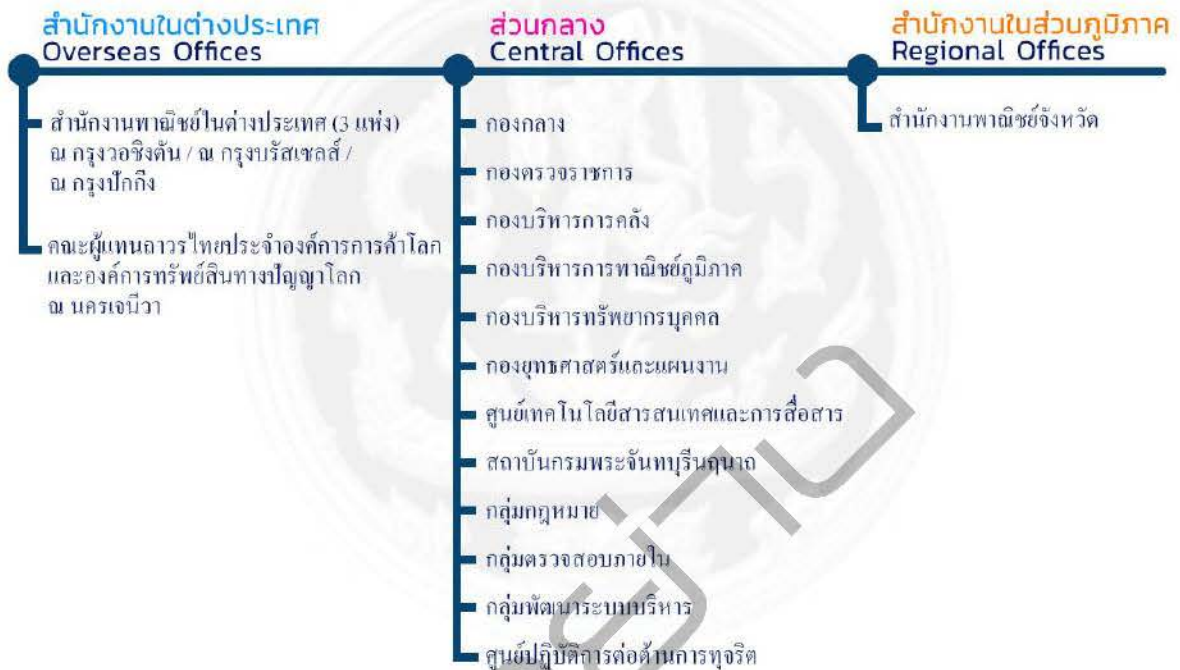 สำนักงานในต่างประเทศ
Overseas Offices
สำนักงานพาณิชย์ในต่างประเทศ (3 แห่ง)
ณ กรุงวอชิงตัน / ณ กรุงบรัสเซลส์ /
ณ กรุงปักกิ่ง
คณะผู้แทนถาวรไทยประจำองค์การการค้าโลก
และองค์การทรัพย์สินทางปัญญาโลก
ณ นครเจนีวา
ส่วนกลาง
Central Offices
กองกลาง
กองตรวจราชการ
กองบริหารการคลัง
กองบริหารการพาณิชย์ภูมิภาค
กองบริหารทรัพยากรบุคคล
กองยุทธศาสตร์และแผนงาน
ศูนย์เทคโนโลยีสารสนเทศและการสื่อสาร
สถาบันกรมพระจันทบุรีนฤนาถ
กลุ่มกฎหมาย
กลุ่มตรวจสอบภายใน
กลุ่มพัฒนาระบบบริหาร
ศูนย์ปฏิบัติการต่อต้านการทุจริต
สำนักงานในส่วนภูมิภาค
Regional Offices
สำนักงานพาณิชย์จังหวัด